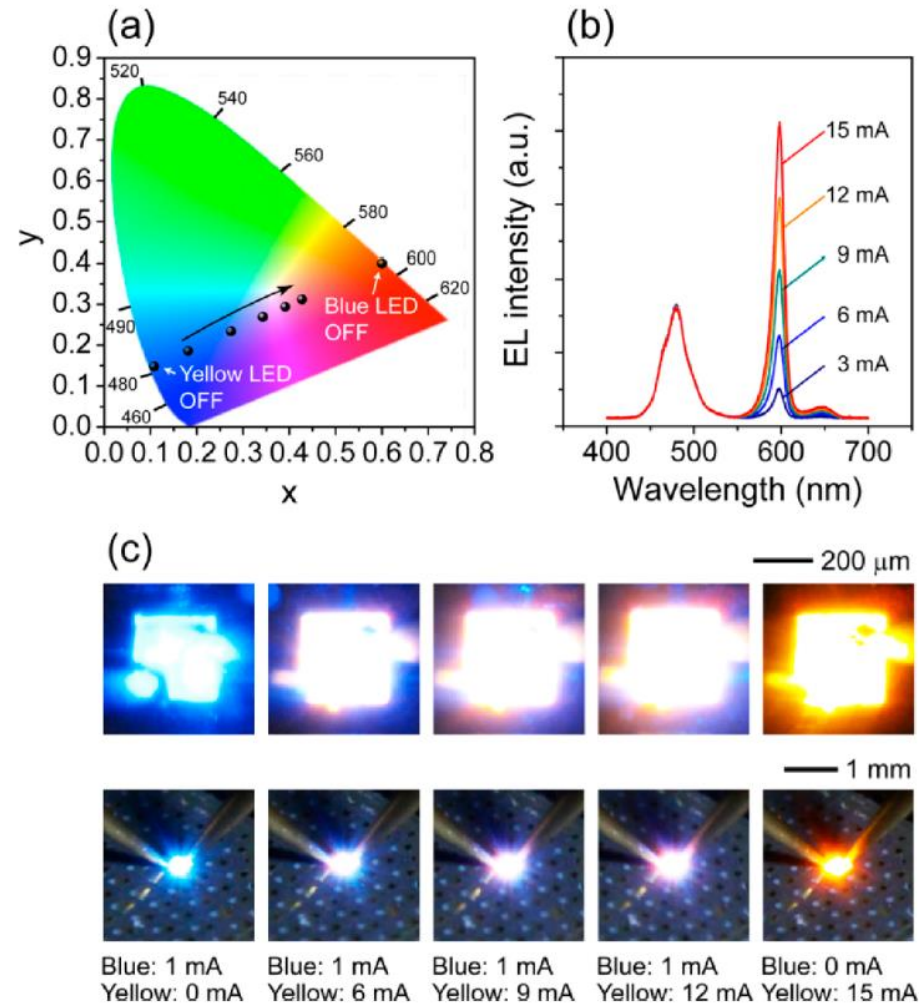 (a)
0.9
0.8
0.7
0.6
0.5
0.4
0.3
0.2
0.1
0.0
y
520
540
560
580
600
620
490
480
460
Blue LED
OFF
Yellow LED
OFF
0.0 0.1 0.2 0.3 0.4 0.5 0.6 0.7 0.8
x
(b)
EL intensity (a.u.)
15 mA
12 mA
9 mA
6 mA
3 mA
400 500 600 700
Wavelength (nm)
(c)
200 μm
1 mm
Blue: 1 mA
Yellow: 0 mA
Blue: 1 mA
Yellow: 6 mA
Blue: 1 mA
Yellow: 9 mA
Blue: 1 mA
Yellow: 12 mA
Blue: 0 mA
Yellow: 15 mA